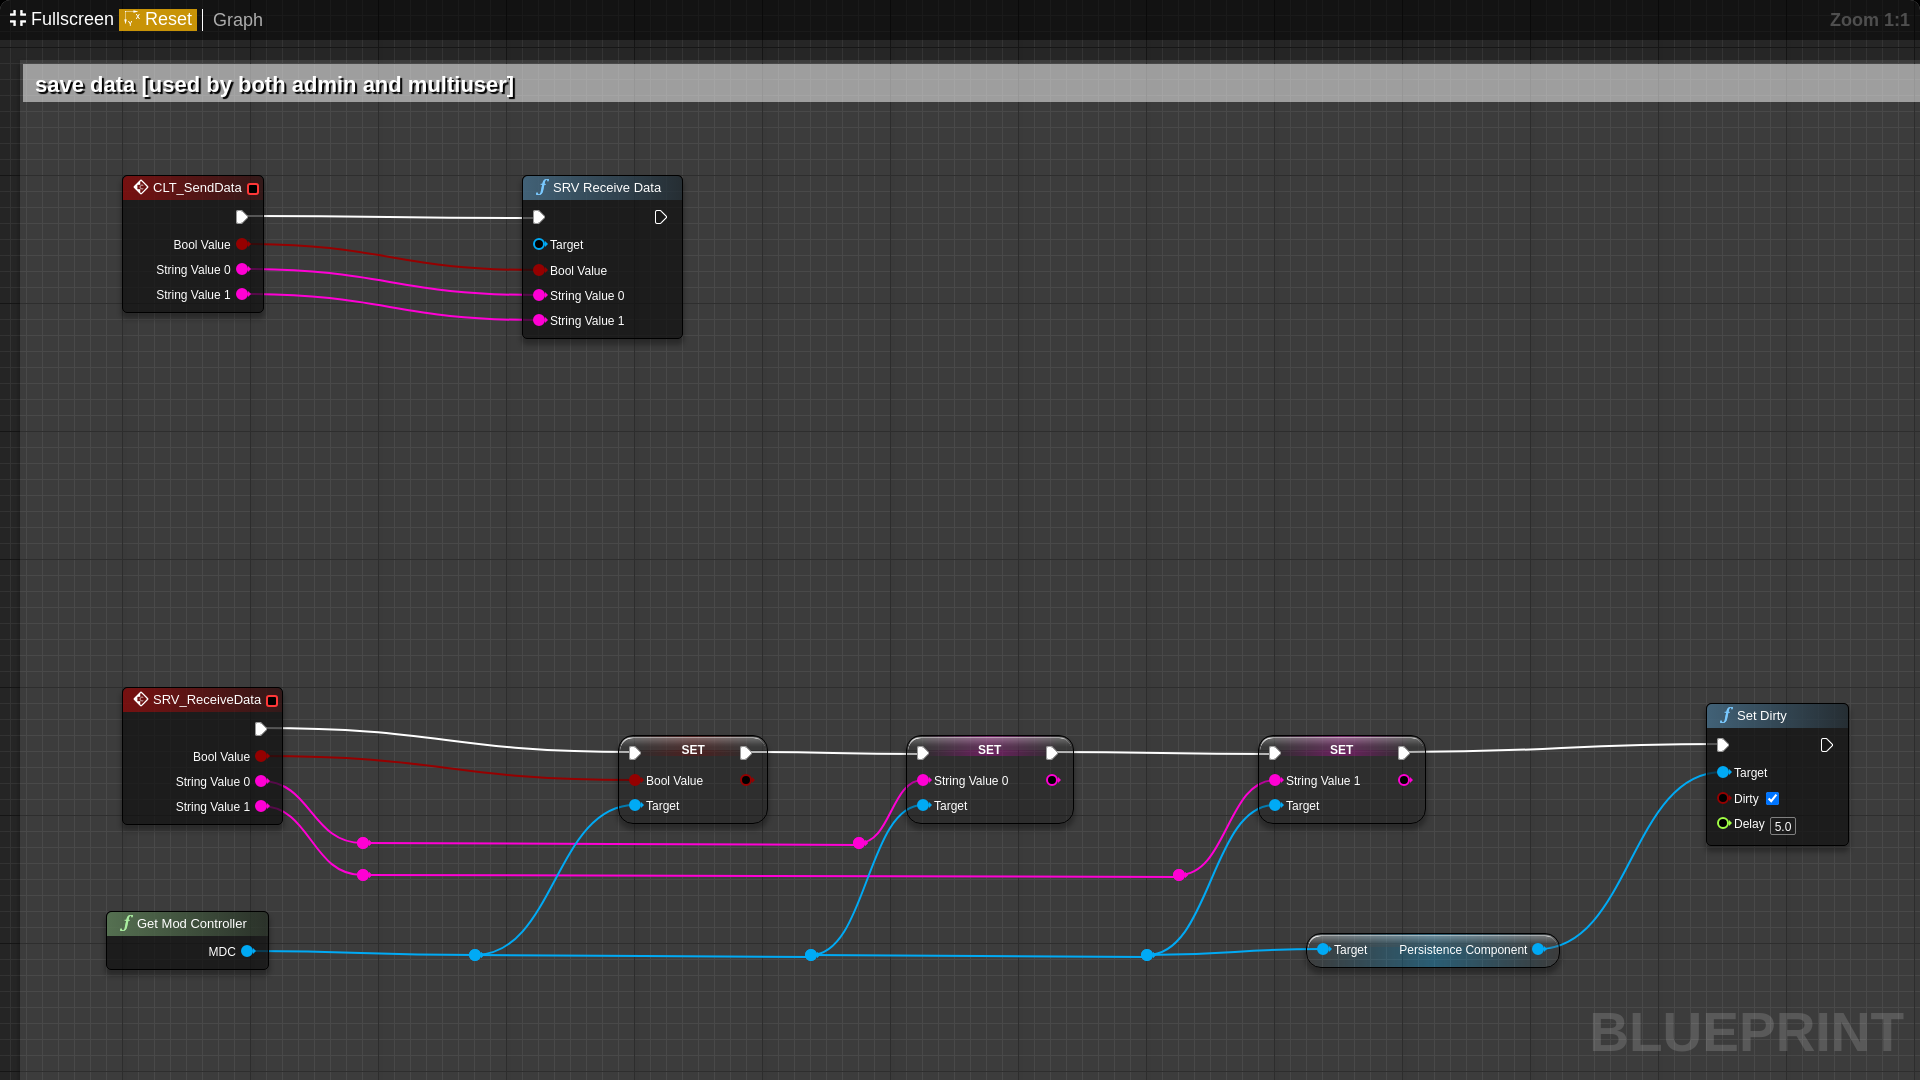 Fullscreen Reset Graph Zoom 1:1
save data [used by both admin and multiuser]
CLT_SendData
Bool Value
String Value 0
String Value 1
SRV Receive Data
Target
Bool Value
String Value 0
String Value 1
SRV_ReceiveData
Bool Value
String Value 0
String Value 1
SET
Bool Value
Target
SET
String Value 0
Target
SET
String Value 1
Target
Set Dirty
Target
Dirty
Delay 5.0
Get Mod Controller
MDC
Target Persistence Component
BLUEPRINT